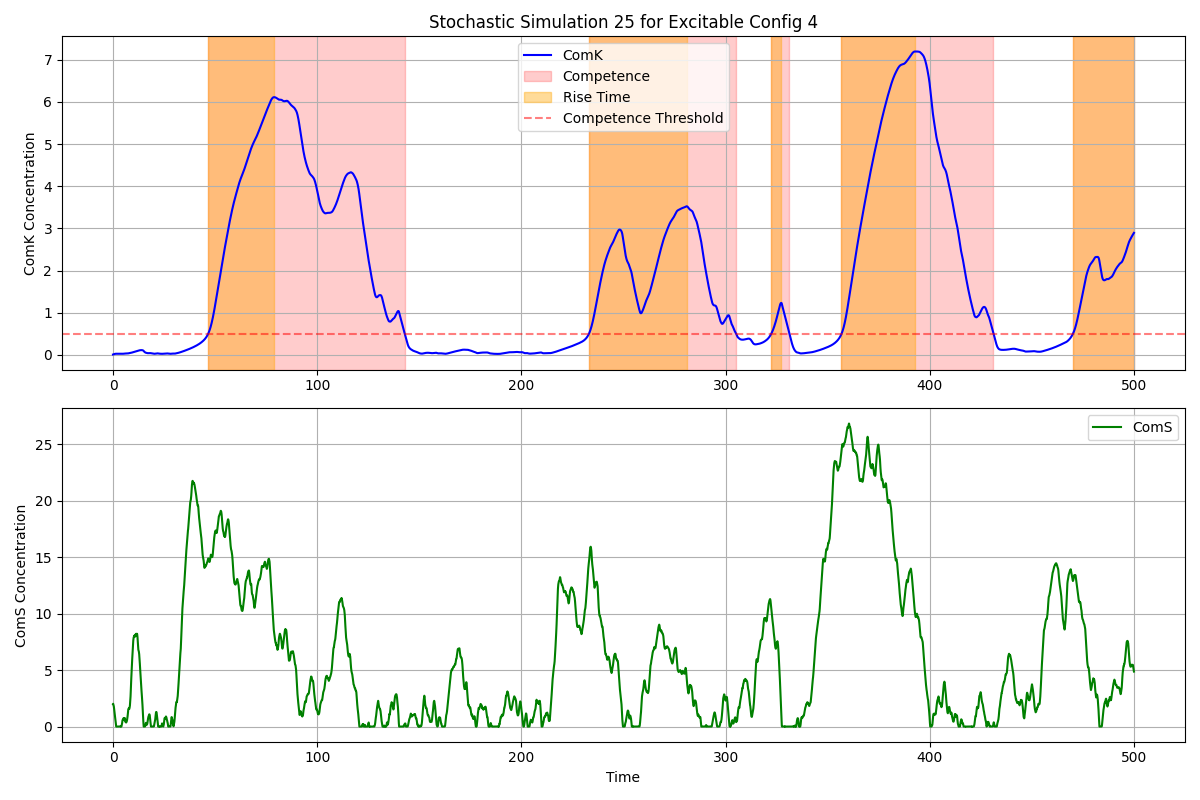 Stochastic Simulation 25 for Excitable Config 4
ComK
Competence
Rise Time
Competence Threshold
ComK Concentration
7
6
5
4
3
2
1
0
0 100 200 300 400 500
ComS
ComS Concentration
25
20
15
10
5
0
0 100 200 300 400 500
Time